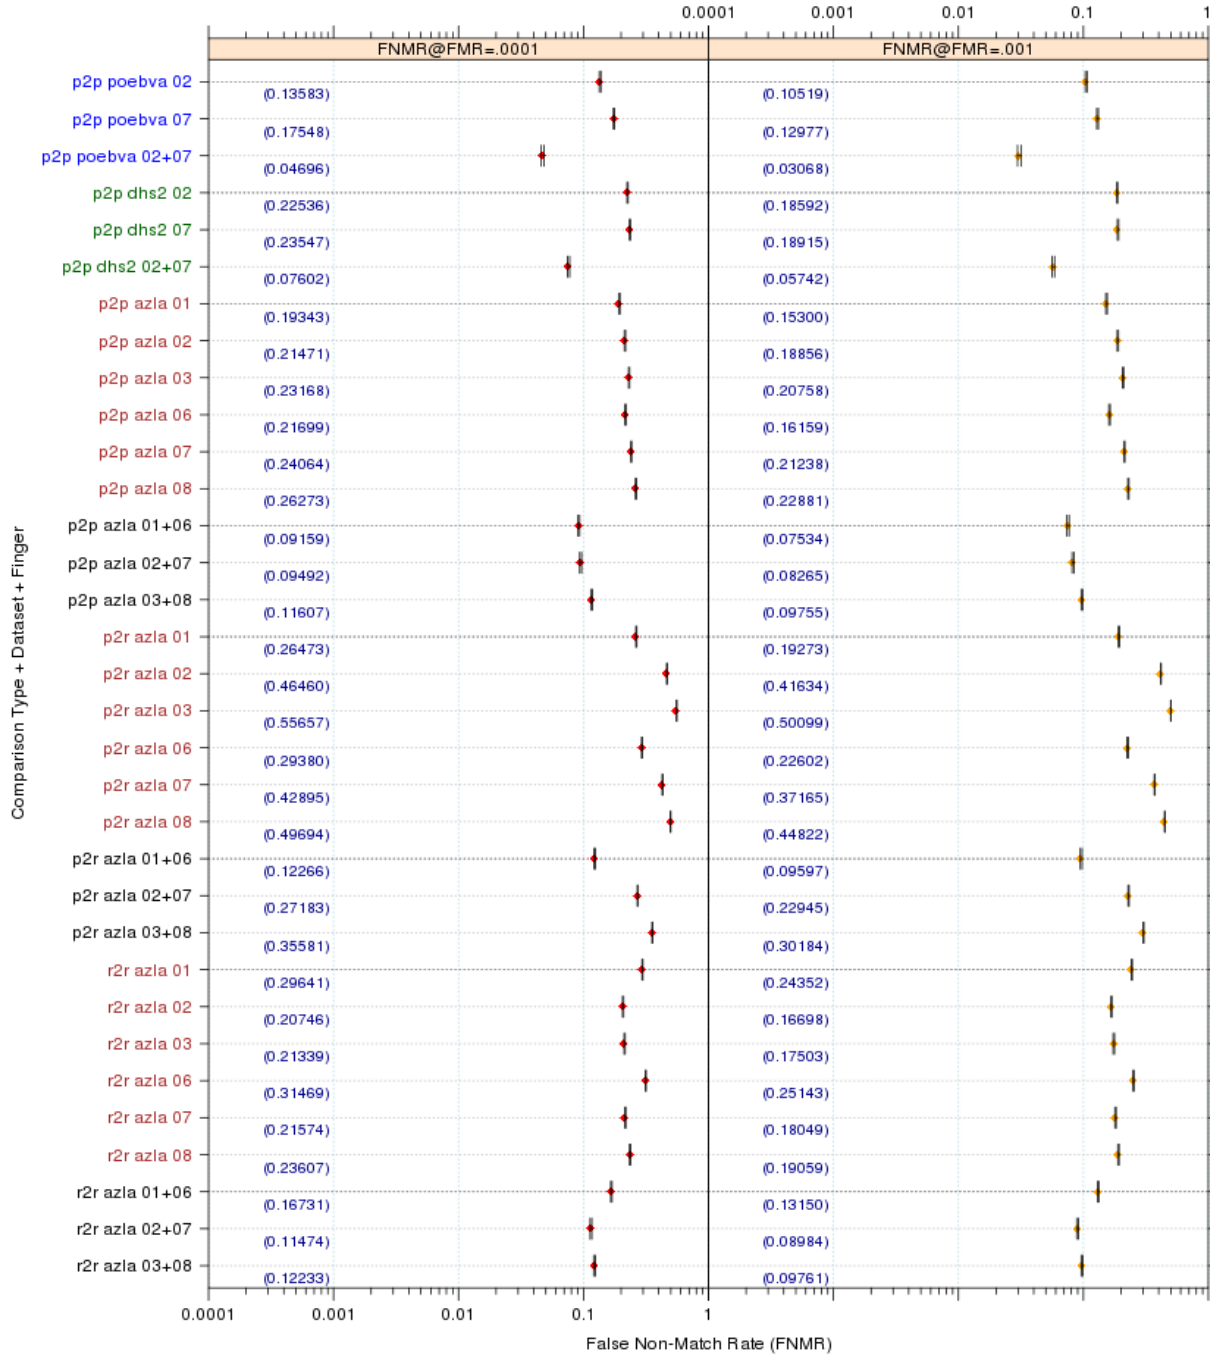 0.0001 0.001 0.01 0.1 1
FNMR@FMR=.0001 FNMR@FMR=.001
p2p poebva 02 (0.13583) (0.10519)
p2p poebva 07 (0.17548) (0.12977)
p2p poebva 02+07 (0.04696) (0.03068)
p2p dhs2 02 (0.22536) (0.18592)
p2p dhs2 07 (0.23547) (0.18915)
p2p dhs2 02+07 (0.07602) (0.05742)
p2p azla 01 (0.19343) (0.15300)
p2p azla 02 (0.21471) (0.18856)
p2p azla 03 (0.23168) (0.20758)
p2p azla 06 (0.21699) (0.16159)
p2p azla 07 (0.24064) (0.21238)
p2p azla 08 (0.26273) (0.22881)
p2p azla 01+06 (0.09159) (0.07534)
p2p azla 02+07 (0.09492) (0.08265)
p2p azla 03+08 (0.11607) (0.09755)
p2r azla 01 (0.26473) (0.19273)
p2r azla 02 (0.46460) (0.41634)
p2r azla 03 (0.55657) (0.50099)
p2r azla 06 (0.29380) (0.22602)
p2r azla 07 (0.42895) (0.37165)
p2r azla 08 (0.49694) (0.44822)
p2r azla 01+06 (0.12266) (0.09597)
p2r azla 02+07 (0.27183) (0.22945)
p2r azla 03+08 (0.35581) (0.30184)
r2r azla 01 (0.29641) (0.24352)
r2r azla 02 (0.20746) (0.16698)
r2r azla 03 (0.21339) (0.17503)
r2r azla 06 (0.31469) (0.25143)
r2r azla 07 (0.21574) (0.18049)
r2r azla 08 (0.23607) (0.19059)
r2r azla 01+06 (0.16731) (0.13150)
r2r azla 02+07 (0.11474) (0.08984)
r2r azla 03+08 (0.12233) (0.09761)
0.0001 0.001 0.01 0.1 1
False Non-Match Rate (FNMR)
Comparison Type + Dataset + Finger